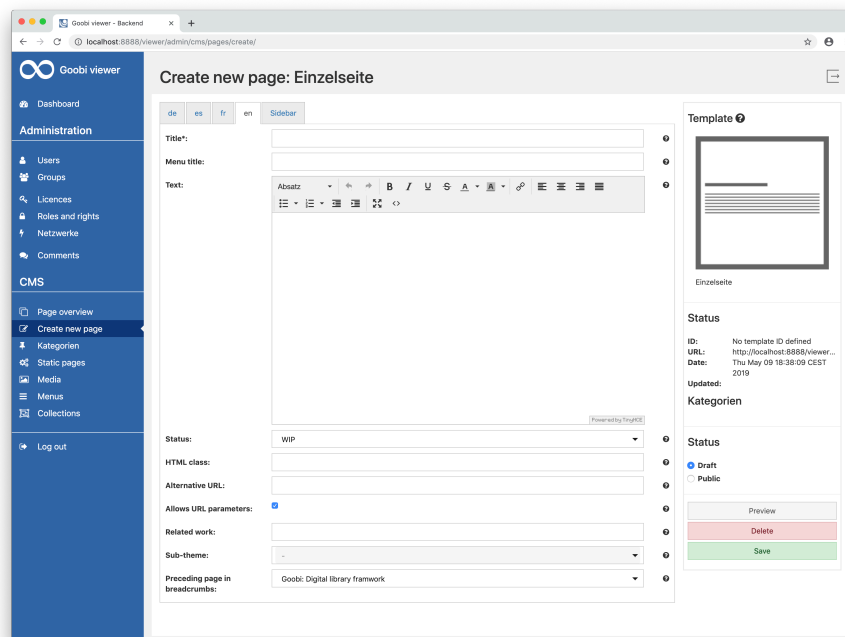 Goobi viewer - Backend
localhost:8888/viewer/admin/cms/pages/create/
Goobi viewer
Dashboard
Administration
Users
Groups
Licences
Roles and rights
Netzwerke
Comments
CMS
Page overview
Create new page
Kategorien
Static pages
Media
Menus
Collections
Log out
Create new page: Einzelseite
de es fr en Sidebar
Title*:
Menu title:
Text:
Absatz
B I U S A A
Powered by TinyMCE
Status: WIP
HTML class:
Alternative URL:
Allows URL parameters:
Related work:
Sub-theme: -
Preceding page in
breadcrumbs: Goobi: Digital library framwork
Template
Einzelseite
Status
ID: No template ID defined
URL: http://localhost:8888/viewer...
Date: Thu May 09 18:38:09 CEST
2019
Updated:
Kategorien
Status
Draft
Public
Preview
Delete
Save